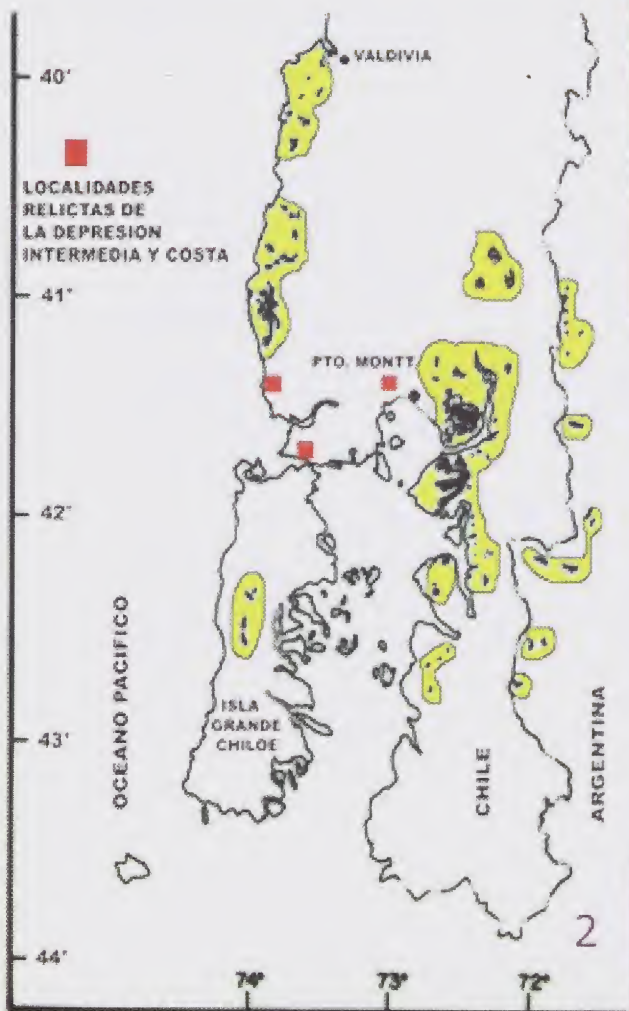 40°
VALDIVIA
LOCALIDADES
RELICTAS DE
LA DEPRESION
INTERMEDIA Y COSTA
41°
PTO. MONTT
42°
OCEANO PACIFICO
ISLA
GRANDE
CHILOE
43°
CHILE
ARGENTINA
2
44°
74°
73°
72°